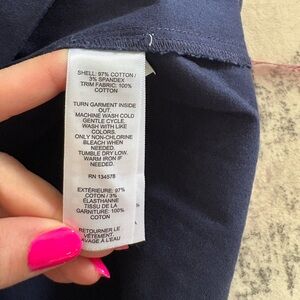 SHELL: 97% COTTON /
3% SPANDEX
TRIM FABRIC: 100%
COTTON
TURN GARMENT INSIDE
OUT.
MACHINE WASH COLD
GENTLE CYCLE.
WASH WITH LIKE
COLORS.
ONLY NON-CHLORINE
BLEACH WHEN
NEEDED.
TUMBLE DRY LOW.
WARM IRON IF
NEEDED.
RN 134578
EXTÉRIEURE: 97%
COTON / 3%
ÉLASTHANNE
TISSU DE LA
GARNITURE: 100%
COTON
RETOURNER LE
VÊTEMENT.
AVAGE À L'EAU